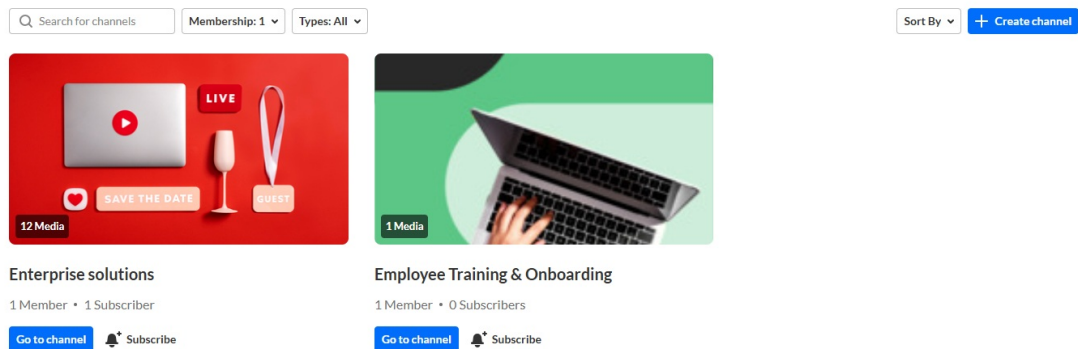 Search for channels
Membership: 1
Types: All
Sort By
+ Create channel
LIVE
SAVE THE DATE
GUEST
12 Media
1 Media
Enterprise solutions
Employee Training & Onboarding
1 Member • 1 Subscriber
1 Member • 0 Subscribers
Go to channel
Subscribe
Go to channel
Subscribe